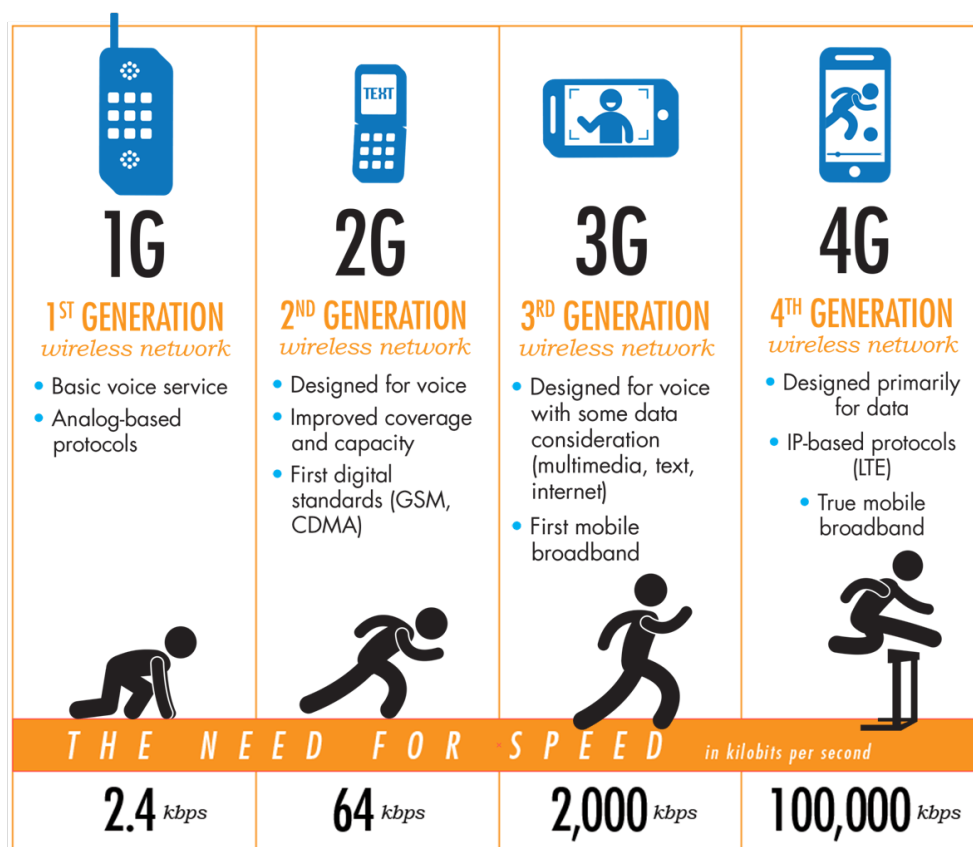 TEXT
1G
1ST GENERATION
wireless network
• Basic voice service
• Analog-based
protocols
2G
2ND GENERATION
wireless network
• Designed for voice
• Improved coverage
and capacity
• First digital
standards (GSM,
CDMA)
3G
3RD GENERATION
wireless network
• Designed for voice
with some data
consideration
(multimedia, text,
internet)
• First mobile
broadband
4G
4TH GENERATION
wireless network
• Designed primarily
for data
• IP-based protocols
(LTE)
• True mobile
broadband
THE NEED FOR SPEED in kilobits per second
2.4 kbps
64 kbps
2,000 kbps
100,000 kbps